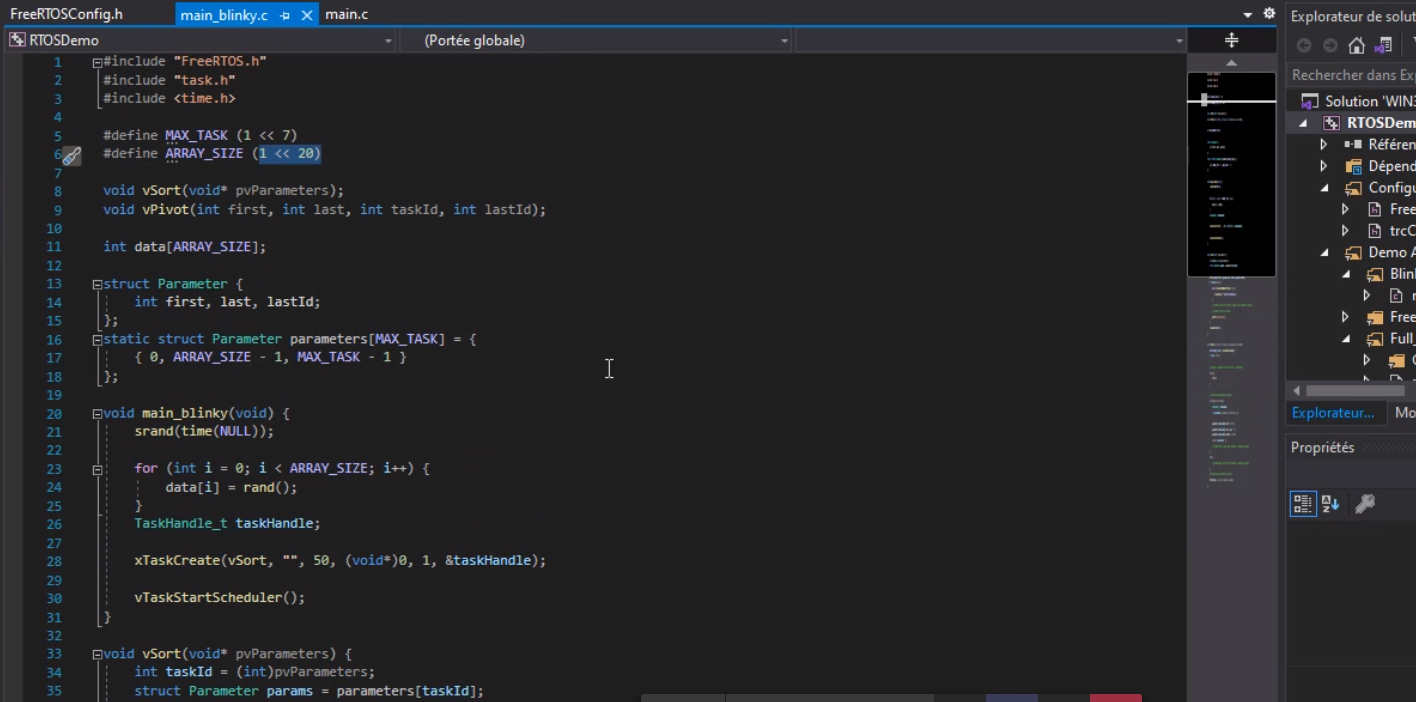 FreeRTOSConfig.h
main_blinky.c
main.c
RTOSDemo
(Portée globale)
1 #include "FreeRTOS.h"
2 #include "task.h"
3 #include <time.h>
4
5 #define MAX_TASK (1 << 7)
6 #define ARRAY_SIZE (1 << 20)
7
8 void vSort(void* pvParameters);
9 void vPivot(int first, int last, int taskId, int lastId);
10
11 int data[ARRAY_SIZE];
12
13 struct Parameter {
14 int first, last, lastId;
15 };
16 static struct Parameter parameters[MAX_TASK] = {
17 { 0, ARRAY_SIZE - 1, MAX_TASK - 1 }
18 };
19
20 void main_blinky(void) {
21 srand(time(NULL));
22
23 for (int i = 0; i < ARRAY_SIZE; i++) {
24 data[i] = rand();
25 }
26 TaskHandle_t taskHandle;
27
28 xTaskCreate(vSort, "", 50, (void*)0, 1, &taskHandle);
29
30 vTaskStartScheduler();
31 }
32
33 void vSort(void* pvParameters) {
34 int taskId = (int)pvParameters;
35 struct Parameter params = parameters[taskId];
Explorateur de solut
Rechercher dans Exp
Solution 'WIN3
RTOSDem
Référen
Dépend
Configu
Free
trcC
Demo A
Blin
Free
Full_
Explorateur... Mo
Propriétés